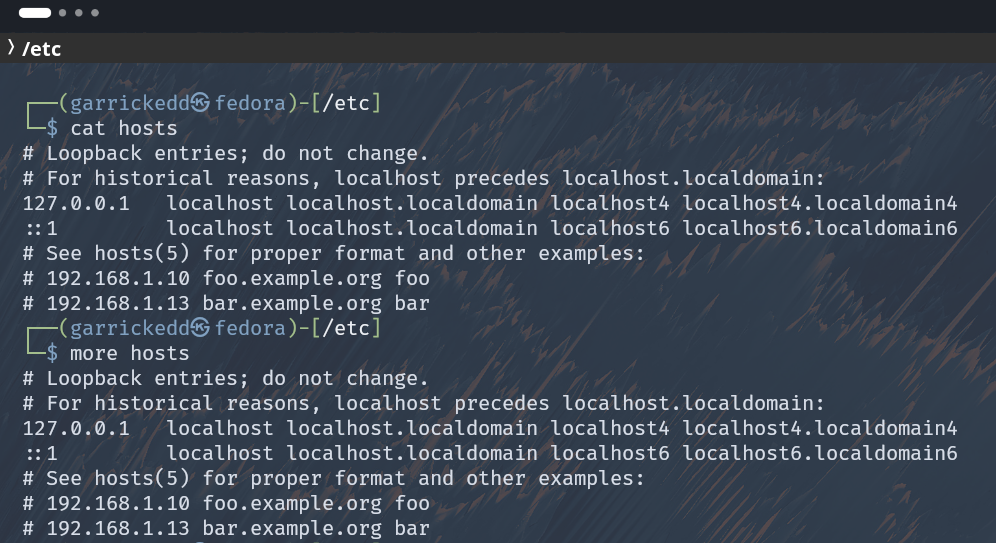 /etc
┌──(garrickedd㉿fedora)-[/etc]
└─$ cat hosts
# Loopback entries; do not change.
# For historical reasons, localhost precedes localhost.localdomain:
127.0.0.1   localhost localhost.localdomain localhost4 localhost4.localdomain4
::1         localhost localhost.localdomain localhost6 localhost6.localdomain6
# See hosts(5) for proper format and other examples:
# 192.168.1.10 foo.example.org foo
# 192.168.1.13 bar.example.org bar
┌──(garrickedd㉿fedora)-[/etc]
└─$ more hosts
# Loopback entries; do not change.
# For historical reasons, localhost precedes localhost.localdomain:
127.0.0.1   localhost localhost.localdomain localhost4 localhost4.localdomain4
::1         localhost localhost.localdomain localhost6 localhost6.localdomain6
# See hosts(5) for proper format and other examples:
# 192.168.1.10 foo.example.org foo
# 192.168.1.13 bar.example.org bar